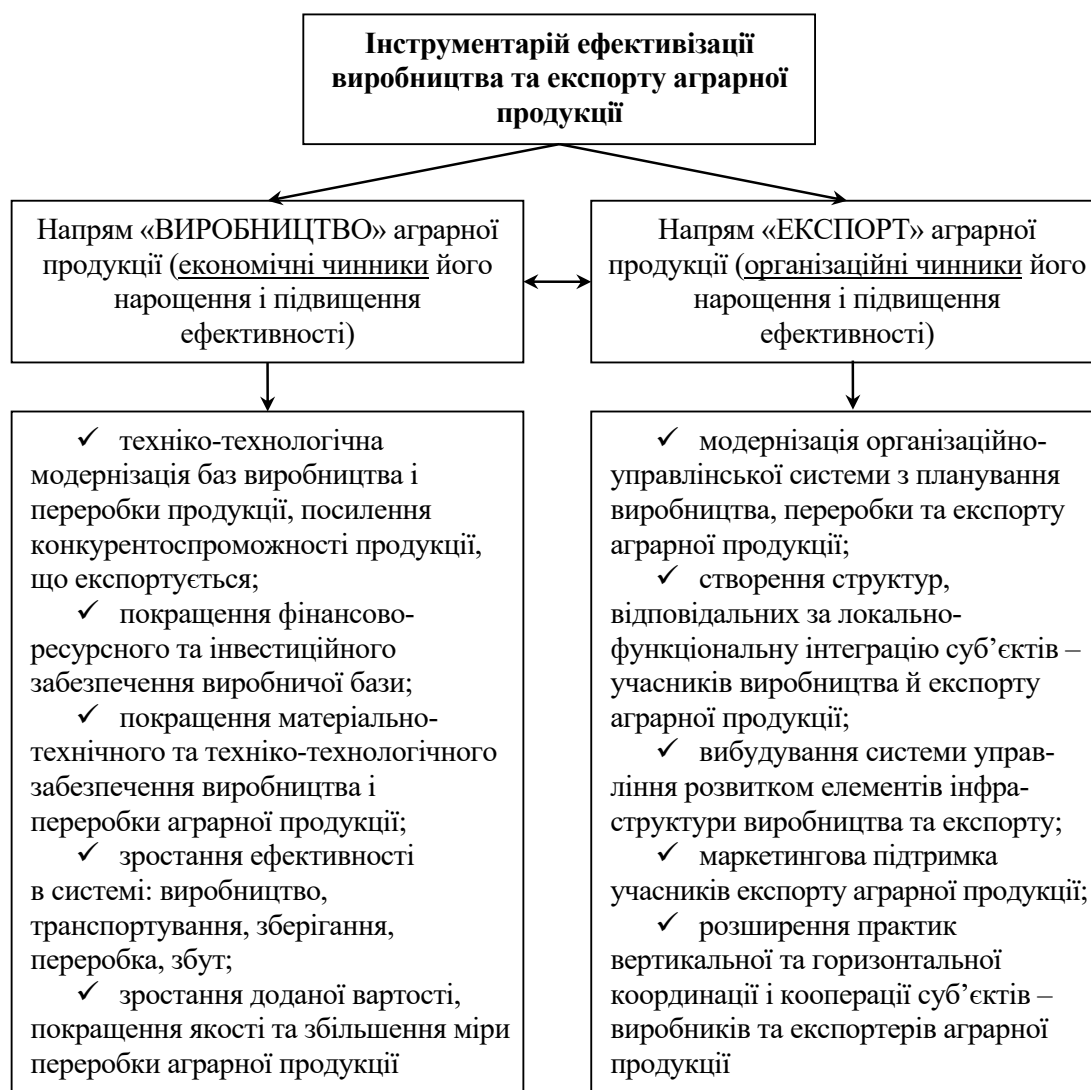 Інструментарій ефективізації
виробництва та експорту аграрної
продукції
Напрям «ВИРОБНИЦТВО» аграрної
продукції (економічні чинники його
нарощення і підвищення
ефективності)
Напрям «ЕКСПОРТ» аграрної
продукції (організаційні чинники його
нарощення і підвищення
ефективності)
✓ техніко-технологічна
модернізація баз виробництва і
переробки продукції, посилення
конкурентоспроможності продукції,
що експортується;
✓ покращення фінансово-
ресурсного та інвестиційного
забезпечення виробничої бази;
✓ покращення матеріально-
технічного та техніко-технологічного
забезпечення виробництва і
переробки аграрної продукції;
✓ зростання ефективності
в системі: виробництво,
транспортування, зберігання,
переробка, збут;
✓ зростання доданої вартості,
покращення якості та збільшення міри
переробки аграрної продукції
✓ модернізація організаційно-
управлінської системи з планування
виробництва, переробки та експорту
аграрної продукції;
✓ створення структур,
відповідальних за локально-
функціональну інтеграцію суб’єктів –
учасників виробництва й експорту
аграрної продукції;
✓ вибудування системи управ-
ління розвитком елементів інфра-
структури виробництва та експорту;
✓ маркетингова підтримка
учасників експорту аграрної продукції;
✓ розширення практик
вертикальної та горизонтальної
координації і кооперації суб’єктів –
виробників та експортерів аграрної
продукції